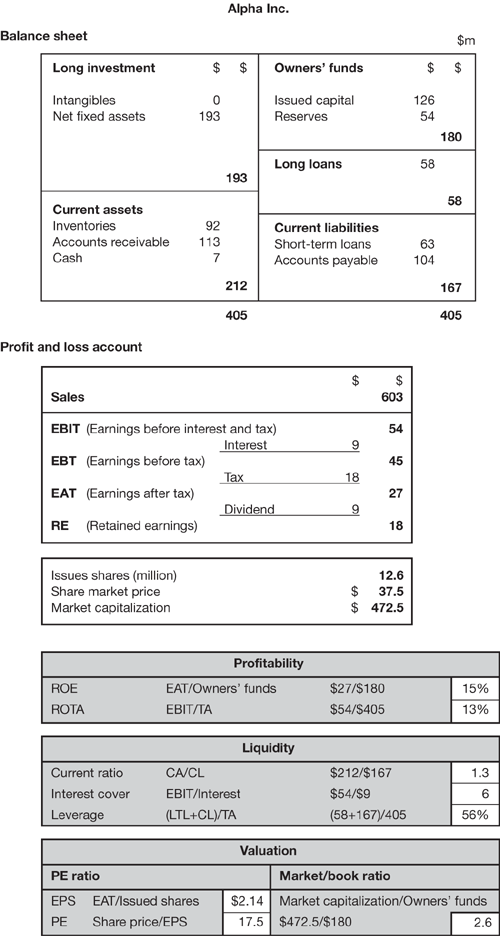 Alpha Inc.
Balance sheet
$m
Long investment $ $
Intangibles 0
Net fixed assets 193
193
Current assets
Inventories 92
Accounts receivable 113
Cash 7
212
405
Owners' funds $ $
Issued capital 126
Reserves 54
180
Long loans 58
58
Current liabilities
Short-term loans 63
Accounts payable 104
167
405
Profit and loss account
$ $
Sales 603
EBIT (Earnings before interest and tax) 54
Interest 9
EBT (Earnings before tax) 45
Tax 18
EAT (Earnings after tax) 27
Dividend 9
RE (Retained earnings) 18
Issues shares (million) 12.6
Share market price $ 37.5
Market capitalization $ 472.5
Profitability
ROE EAT/Owners' funds $27/$180 15%
ROTA EBIT/TA $54/$405 13%
Liquidity
Current ratio CA/CL $212/$167 1.3
Interest cover EBIT/Interest $54/$9 6
Leverage (LTL+CL)/TA (58+167)/405 56%
Valuation
PE ratio Market/book ratio
EPS EAT/Issued shares $2.14 Market capitalization/Owners' funds
PE Share price/EPS 17.5 $472.5/$180 2.6